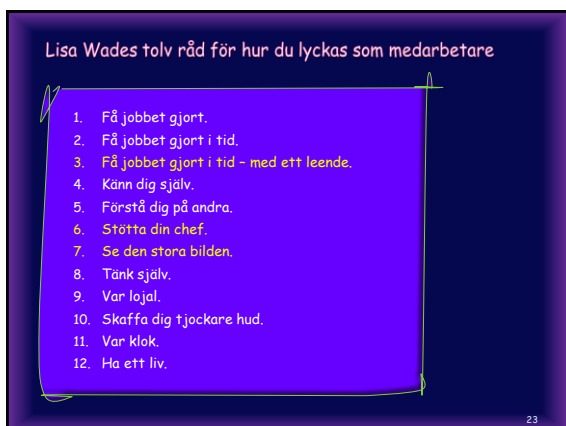 Lisa Wades tolv råd för hur du lyckas som medarbetare
1. Få jobbet gjort.
2. Få jobbet gjort i tid.
3. Få jobbet gjort i tid – med ett leende.
4. Känn dig själv.
5. Förstå dig på andra.
6. Stötta din chef.
7. Se den stora bilden.
8. Tänk själv.
9. Var lojal.
10. Skaffa dig tjockare hud.
11. Var klok.
12. Ha ett liv.
23